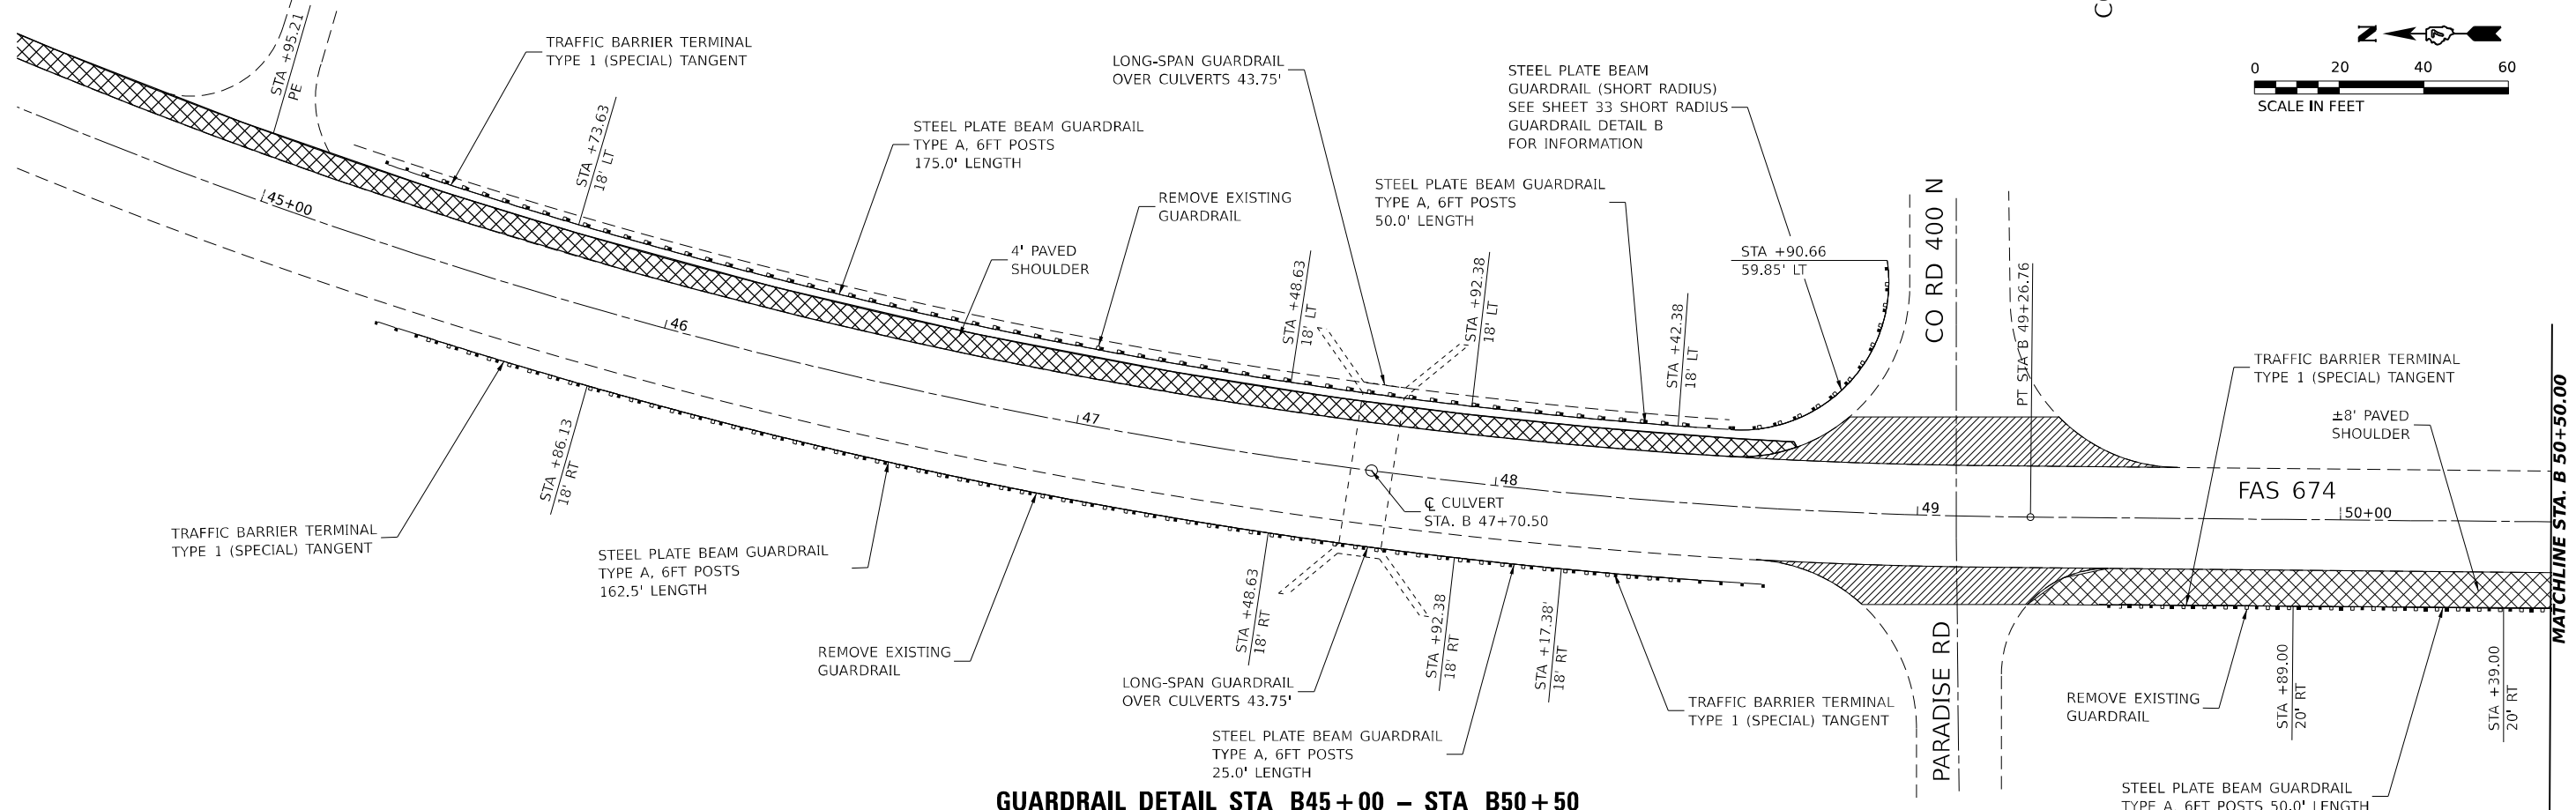 STA +95.21
PE
TRAFFIC BARRIER TERMINAL
TYPE 1 (SPECIAL) TANGENT
STA +73.63
18' LT
STEEL PLATE BEAM GUARDRAIL
TYPE A, 6FT POSTS
175.0' LENGTH
LONG-SPAN GUARDRAIL
OVER CULVERTS 43.75'
REMOVE EXISTING
GUARDRAIL
4' PAVED
SHOULDER
STEEL PLATE BEAM
GUARDRAIL (SHORT RADIUS)
SEE SHEET 33 SHORT RADIUS
GUARDRAIL DETAIL B
FOR INFORMATION
STEEL PLATE BEAM GUARDRAIL
TYPE A, 6FT POSTS
50.0' LENGTH
STA +48.63
18' LT
STA +92.38
18' LT
STA +42.38
18' LT
STA +90.66
59.85' LT
CO RD 400 N
PT STA B 49+26.76
N
0 20 40 60
SCALE IN FEET
45+00
46
47
48
49
50+00
FAS 674
℄ CULVERT
STA. B 47+70.50
TRAFFIC BARRIER TERMINAL
TYPE 1 (SPECIAL) TANGENT
±8' PAVED
SHOULDER
MATCHLINE STA. B 50+50.00
TRAFFIC BARRIER TERMINAL
TYPE 1 (SPECIAL) TANGENT
STA +86.13
18' RT
STEEL PLATE BEAM GUARDRAIL
TYPE A, 6FT POSTS
162.5' LENGTH
REMOVE EXISTING
GUARDRAIL
STA +48.63
18' RT
LONG-SPAN GUARDRAIL
OVER CULVERTS 43.75'
STA +92.38
18' RT
STA +17.38'
18' RT
STEEL PLATE BEAM GUARDRAIL
TYPE A, 6FT POSTS
25.0' LENGTH
TRAFFIC BARRIER TERMINAL
TYPE 1 (SPECIAL) TANGENT
PARADISE RD
REMOVE EXISTING
GUARDRAIL
STA +89.00
20' RT
STA +39.00
20' RT
STEEL PLATE BEAM GUARDRAIL
TYPE A, 6FT POSTS 50.0' LENGTH
GUARDRAIL DETAIL STA B45+00 – STA B50+50